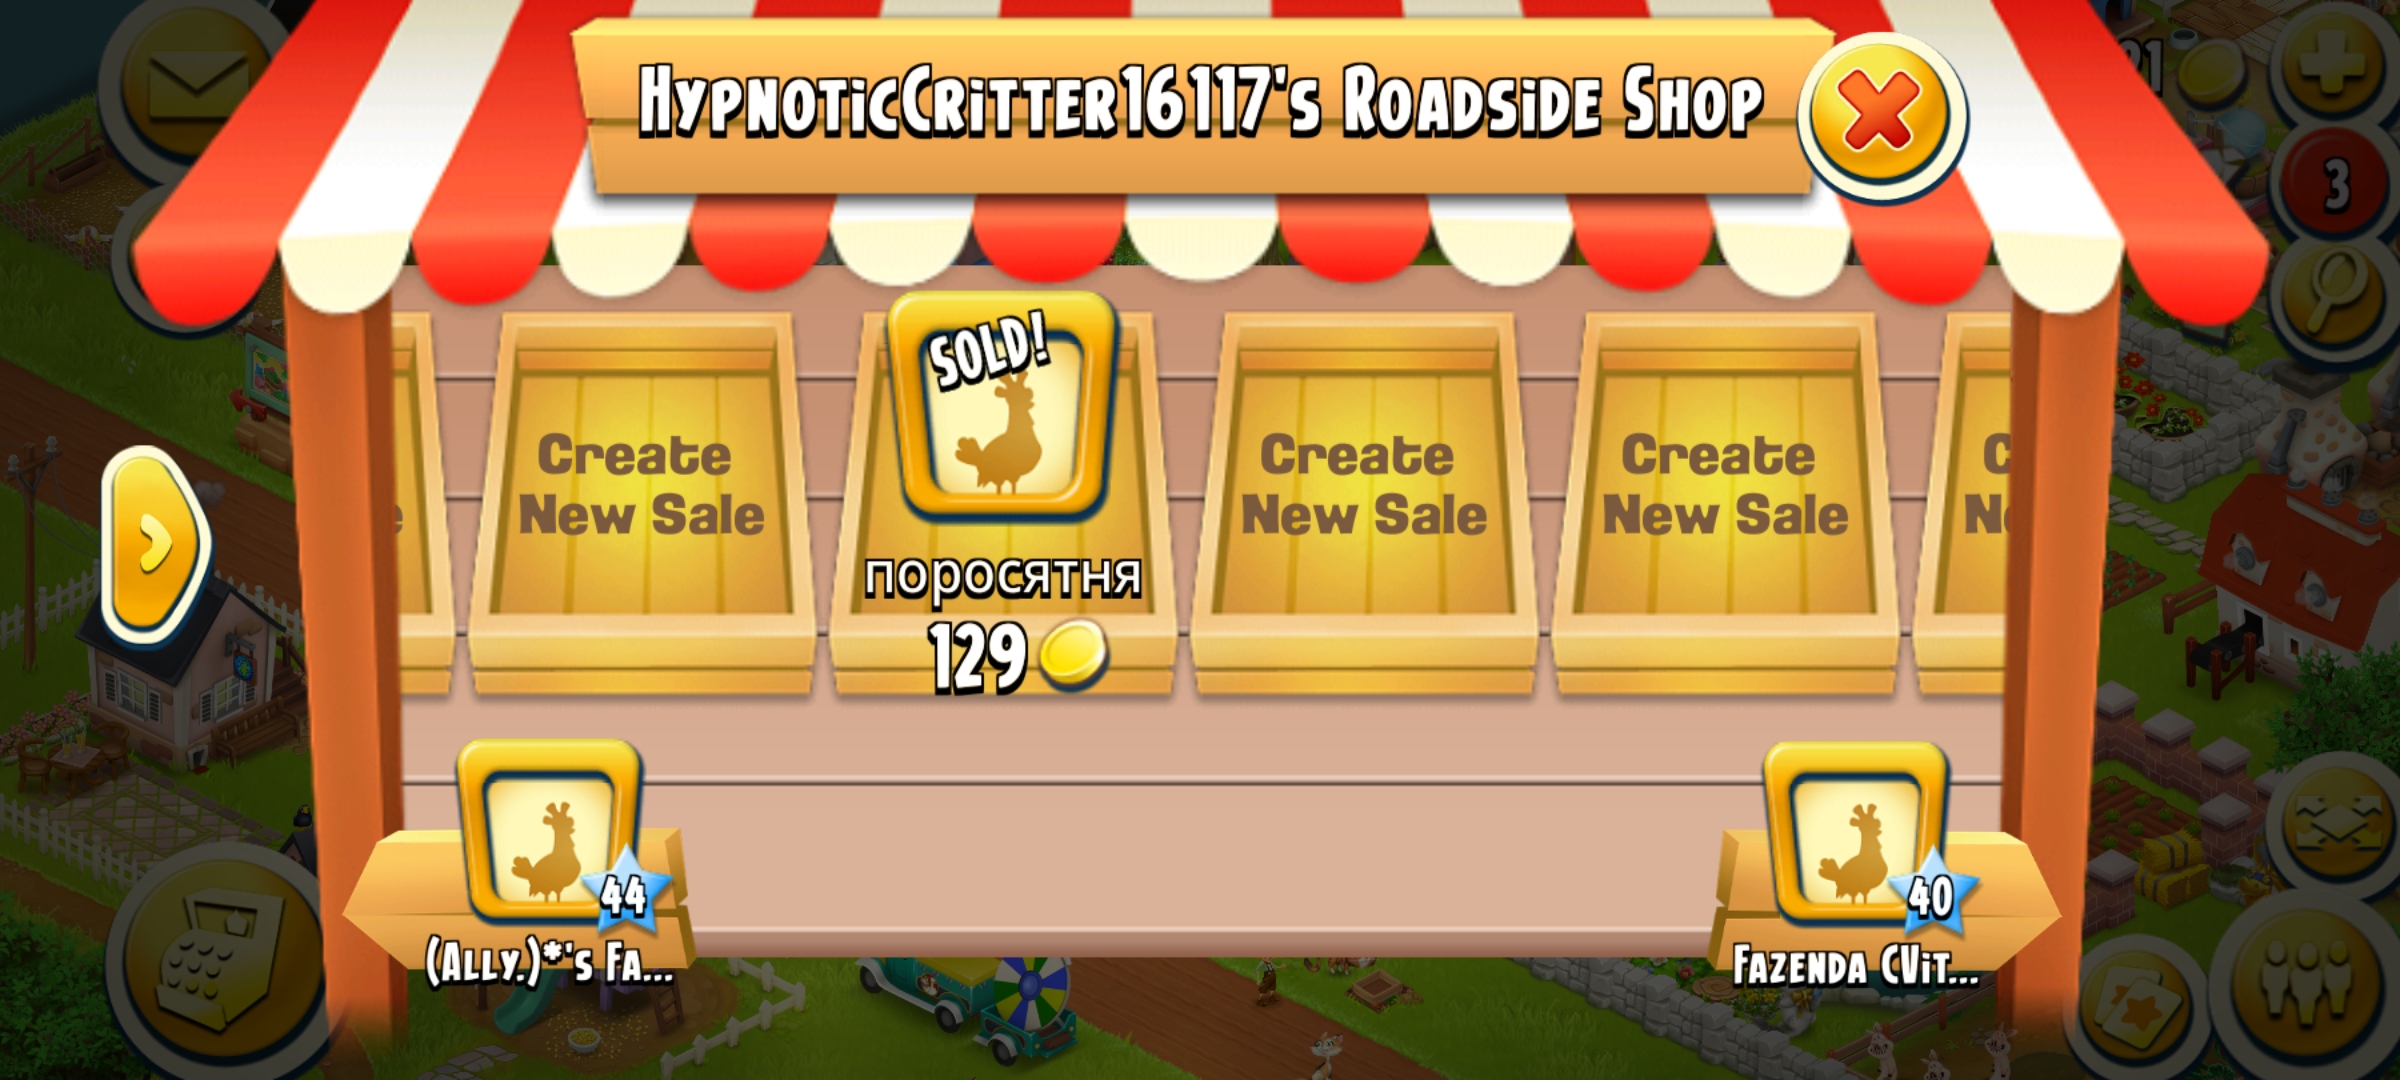 HypnoticCritter16117's Roadside Shop
3
Create
New Sale
SOLD!
поросятня
129
Create
New Sale
Create
New Sale
44
(Ally.)*'s Fa...
40
Fazenda CVit...